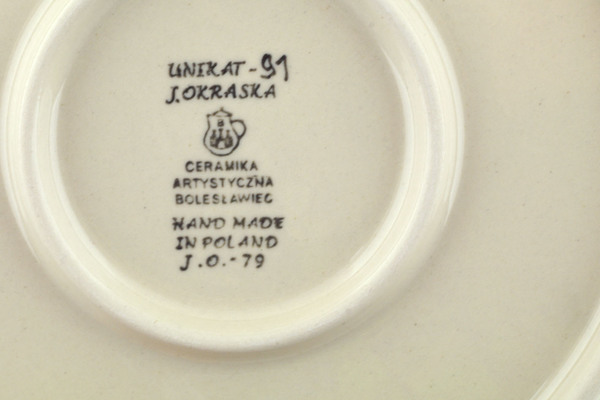 UNIKAT - 91
J.OKRASKA
B
CERAMIKA
ARTYSTYCZNA
BOLESŁAWIEC
HAND MADE
IN POLAND
J.O.-79